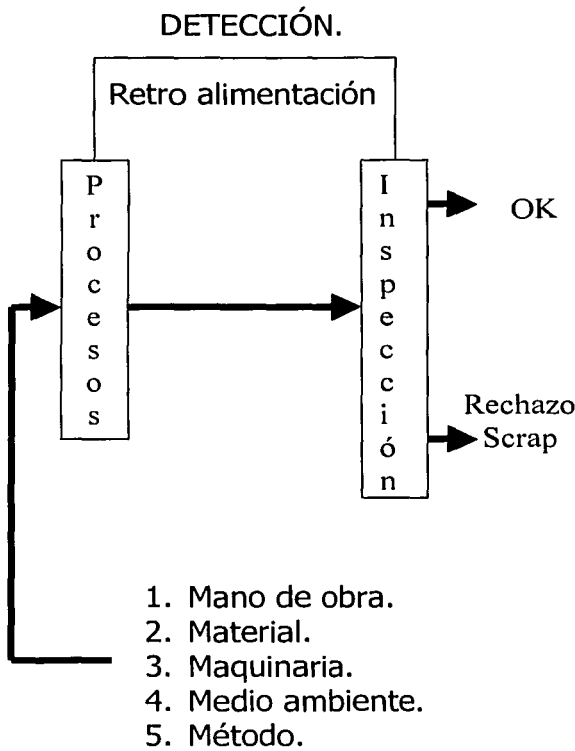 DETECCIÓN.
Retro alimentación
Procesos
Inspección
OK
Rechazo
Scrap
1. Mano de obra.
2. Material.
3. Maquinaria.
4. Medio ambiente.
5. Método.